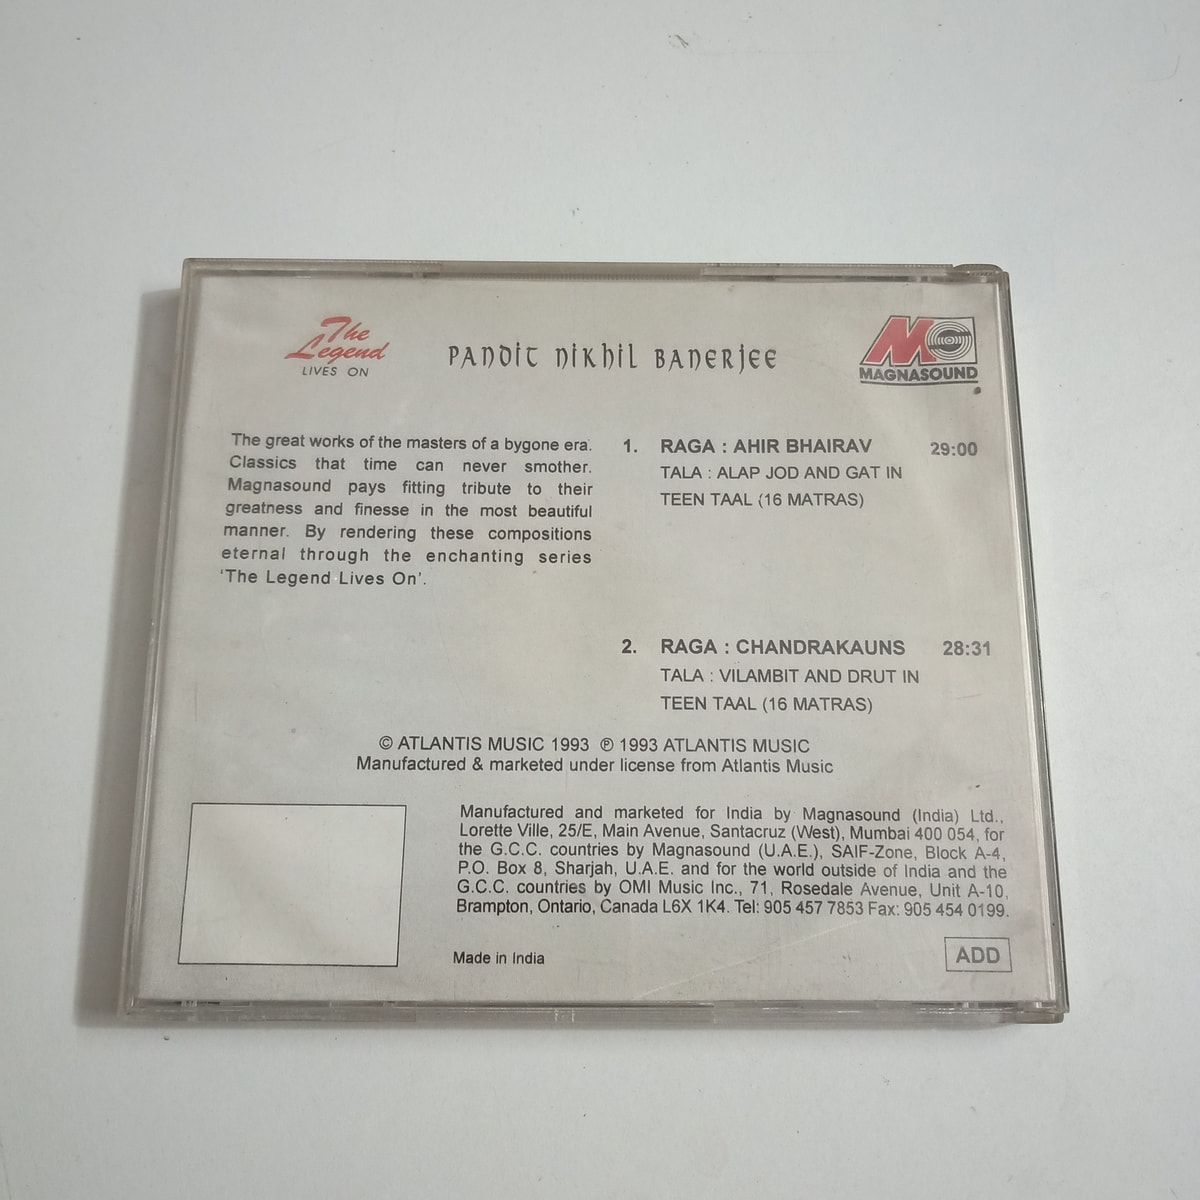 The
Legend
LIVES ON
PANDIT NIKHIL BANERJEE
MAGNASOUND
The great works of the masters of a bygone era.
Classics that time can never smother.
Magnasound pays fitting tribute to their
greatness and finesse in the most beautiful
manner. By rendering these compositions
eternal through the enchanting series
'The Legend Lives On'.
1. RAGA : AHIR BHAIRAV 29:00
TALA : ALAP JOD AND GAT IN
TEEN TAAL (16 MATRAS)
2. RAGA : CHANDRAKAUNS 28:31
TALA : VILAMBIT AND DRUT IN
TEEN TAAL (16 MATRAS)
© ATLANTIS MUSIC 1993 ℗ 1993 ATLANTIS MUSIC
Manufactured & marketed under license from Atlantis Music
Manufactured and marketed for India by Magnasound (India) Ltd.,
Lorette Ville, 25/E, Main Avenue, Santacruz (West), Mumbai 400 054, for
the G.C.C. countries by Magnasound (U.A.E.), SAIF-Zone, Block A-4,
P.O. Box 8, Sharjah, U.A.E. and for the world outside of India and the
G.C.C. countries by OMI Music Inc., 71, Rosedale Avenue, Unit A-10,
Brampton, Ontario, Canada L6X 1K4. Tel: 905 457 7853 Fax: 905 454 0199.
Made in India
ADD